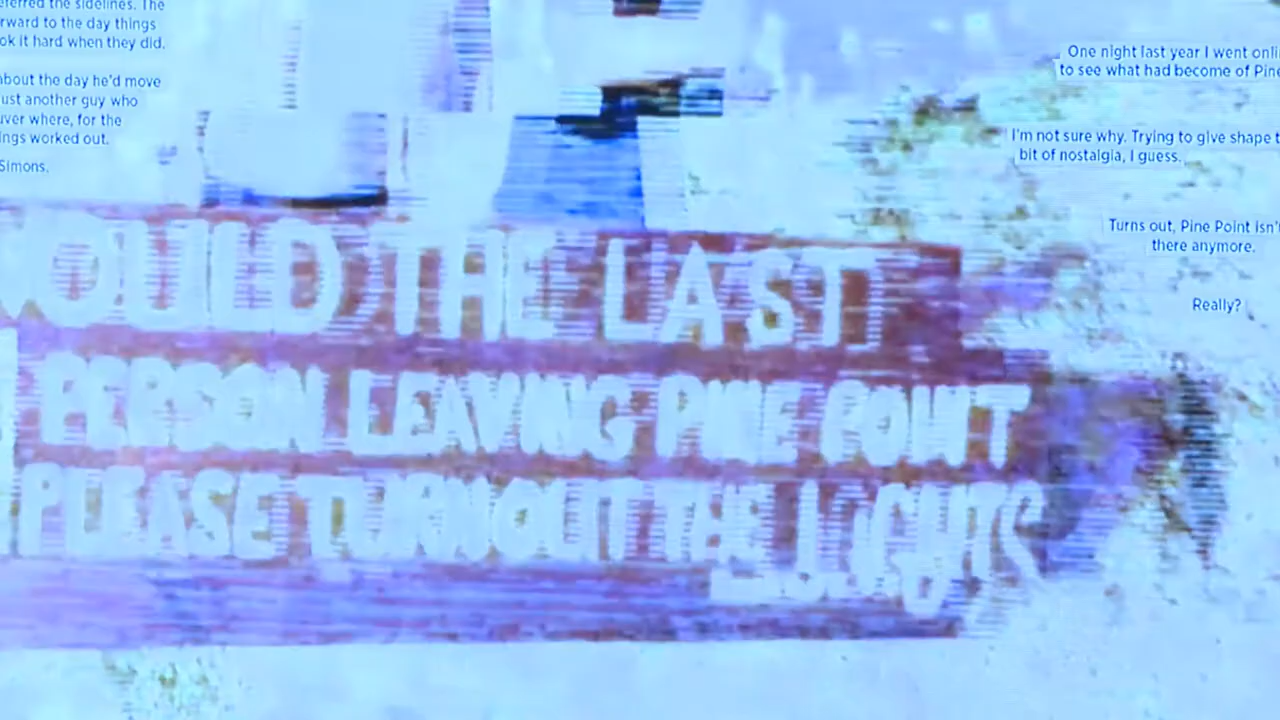 eferred the sidelines. The
rward to the day things
ok it hard when they did.
about the day he'd move
ust another guy who
uver where, for the
ings worked out.
Simons.
One night last year I went onli
to see what had become of Pine
I'm not sure why. Trying to give shape t
bit of nostalgia, I guess.
Turns out, Pine Point isn'
there anymore.
Really?
OULD THE LAST
PERSON LEAVING PINE POINT
PLEASE TURN OUT THE LIGHTS